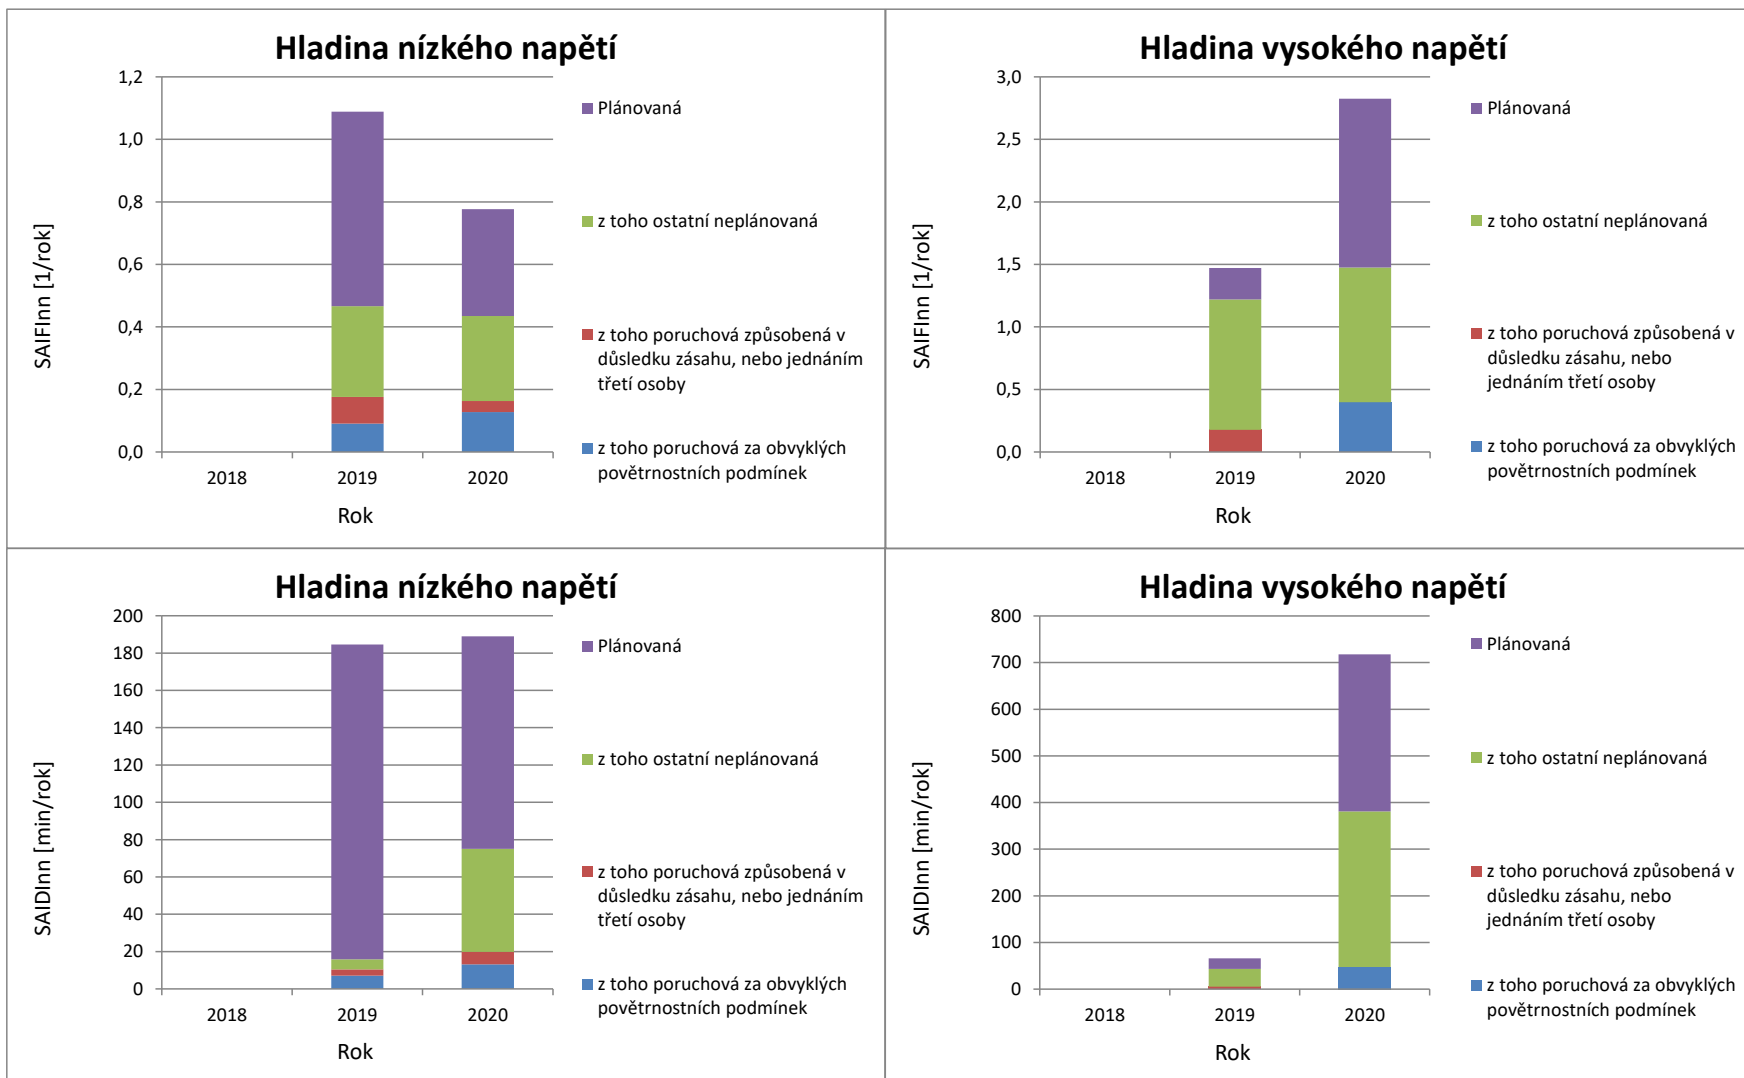 Hladina nízkého napětí
1,2
1,0
0,8
0,6
0,4
0,2
0,0
SAIFInn [1/rok]
2018
2019
2020
Rok
Plánovaná
z toho ostatní neplánovaná
z toho poruchová způsobená v
důsledku zásahu, nebo jednáním
třetí osoby
z toho poruchová za obvyklých
povětrnostních podmínek
Hladina vysokého napětí
3,0
2,5
2,0
1,5
1,0
0,5
0,0
SAIFInn [1/rok]
2018
2019
2020
Rok
Plánovaná
z toho ostatní neplánovaná
z toho poruchová způsobená v
důsledku zásahu, nebo
jednáním třetí osoby
z toho poruchová za obvyklých
povětrnostních podmínek
Hladina nízkého napětí
200
180
160
140
120
100
80
60
40
20
0
SAIDInn [min/rok]
2018
2019
2020
Rok
Plánovaná
z toho ostatní neplánovaná
z toho poruchová způsobená v
důsledku zásahu, nebo jednáním
třetí osoby
z toho poruchová za obvyklých
povětrnostních podmínek
Hladina vysokého napětí
800
700
600
500
400
300
200
100
0
SAIDInn [min/rok]
2018
2019
2020
Rok
Plánovaná
z toho ostatní neplánovaná
z toho poruchová způsobená v
důsledku zásahu, nebo
jednáním třetí osoby
z toho poruchová za obvyklých
povětrnostních podmínek